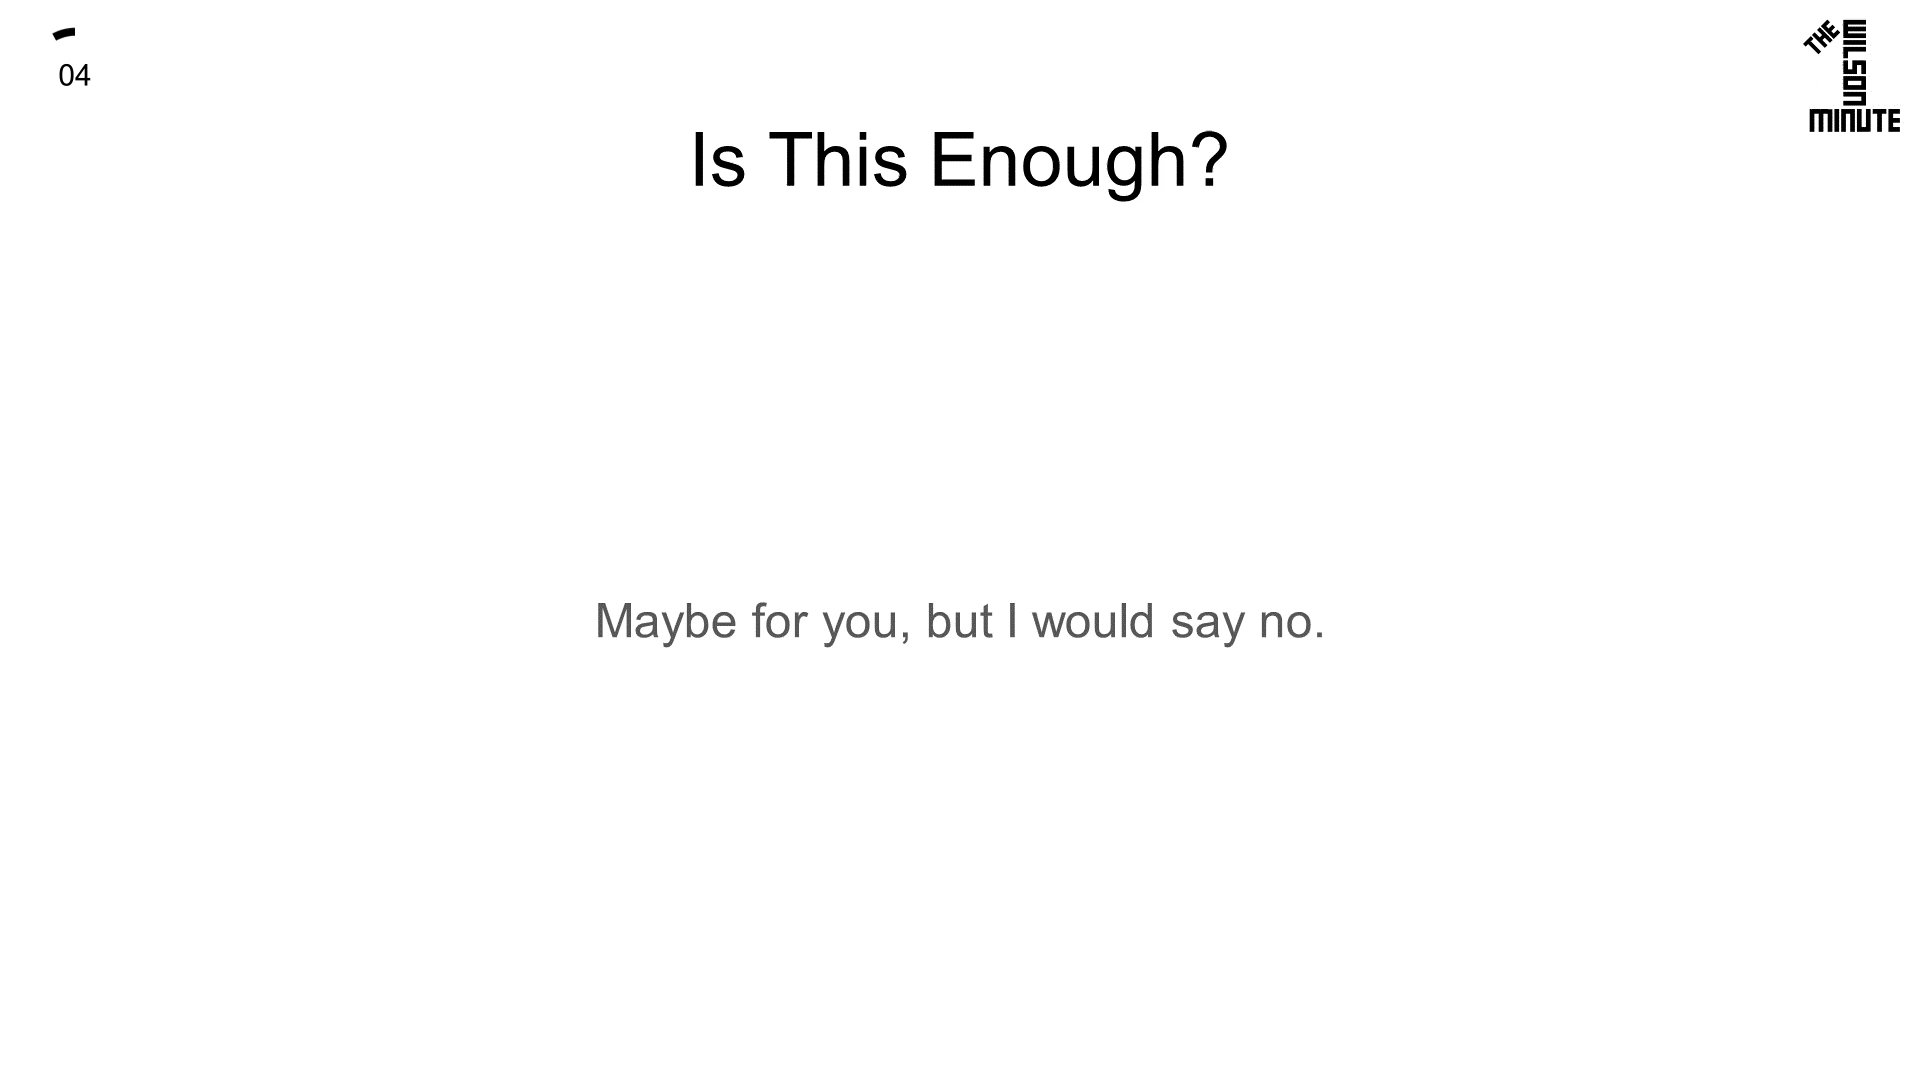 04
THE
WILSON
MINUTE
Is This Enough?
Maybe for you, but I would say no.